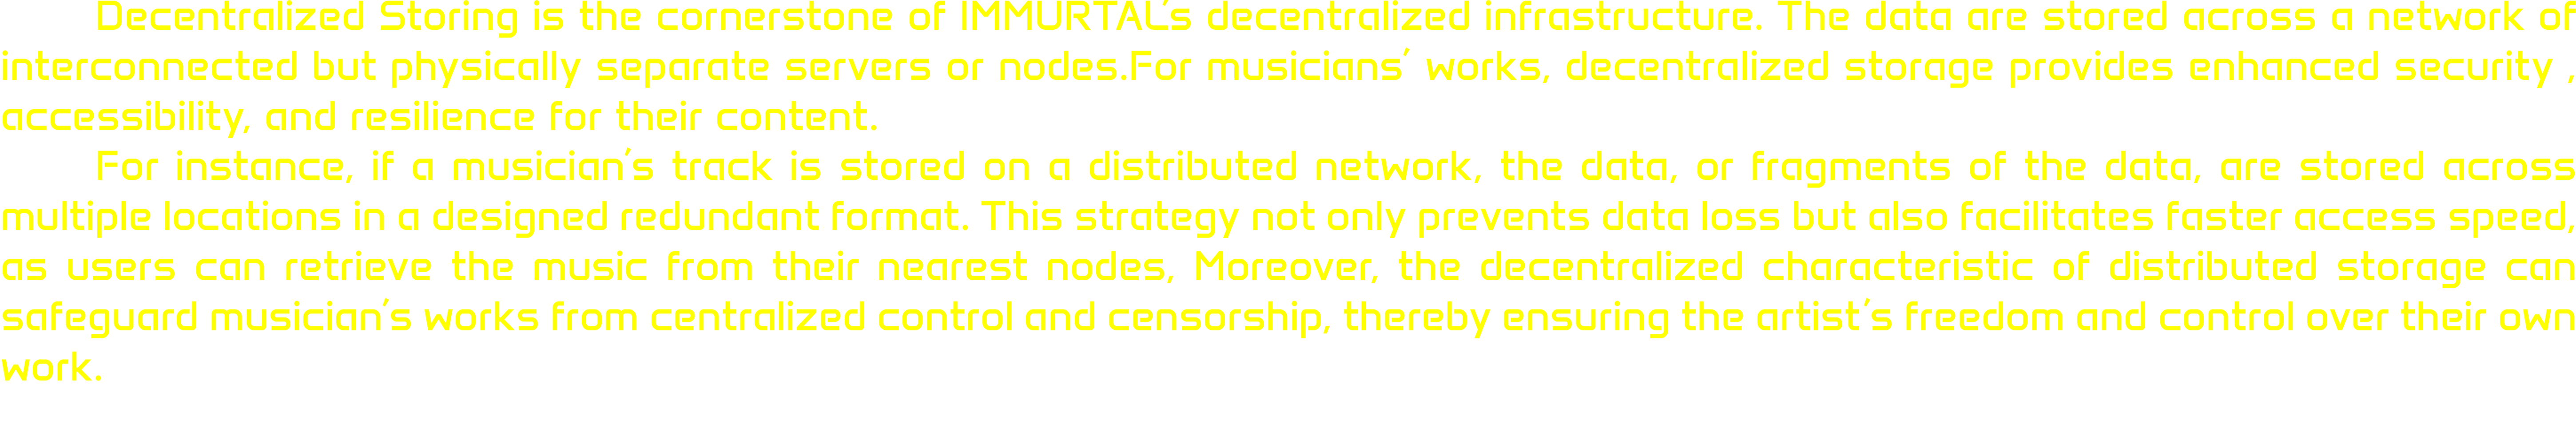 Decentralized Storing is the cornerstone of IMMURTAL's decentralized infrastructure. The data are stored across a network of
interconnected but physically separate servers or nodes.For musicians' works, decentralized storage provides enhanced security ,
accessibility, and resilience for their content.
For instance, if a musician's track is stored on a distributed network, the data, or fragments of the data, are stored across
multiple locations in a designed redundant format. This strategy not only prevents data loss but also facilitates faster access speed,
as users can retrieve the music from their nearest nodes, Moreover, the decentralized characteristic of distributed storage can
safeguard musician's works from centralized control and censorship, thereby ensuring the artist's freedom and control over their own
work.